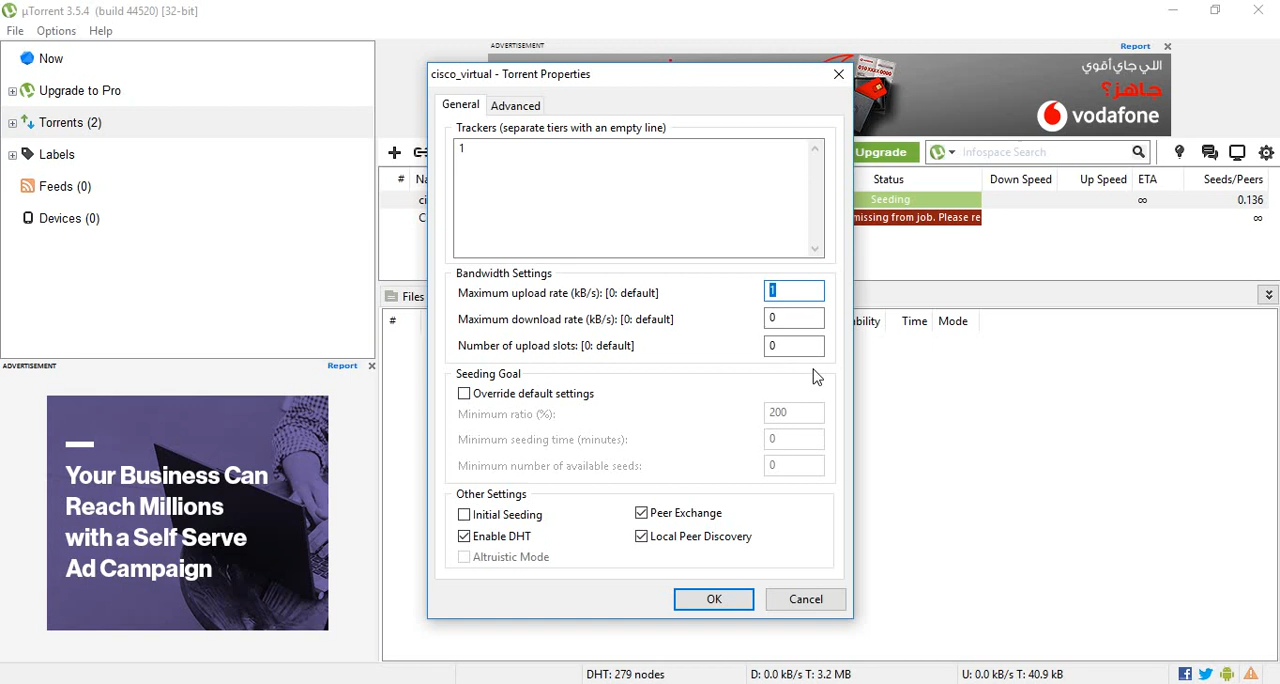 µTorrent 3.5.4 (build 44520) [32-bit]
File Options Help
Now
Upgrade to Pro
Torrents (2)
Labels
Feeds (0)
Devices (0)
ADVERTISEMENT Report
Your Business Can
Reach Millions
with a Self Serve
Ad Campaign
ADVERTISEMENT Report
اللي جاي أقوي
جاهز؟
vodafone
Upgrade
Infospace Search
# Status Down Speed Up Speed ETA Seeds/Peers
Seeding ∞ 0.136
missing from job. Please re ∞
Files
# Time Mode
cisco_virtual - Torrent Properties
General Advanced
Trackers (separate tiers with an empty line)
1
Bandwidth Settings
Maximum upload rate (kB/s): [0: default] 1
Maximum download rate (kB/s): [0: default] 0
Number of upload slots: [0: default] 0
Seeding Goal
Override default settings
Minimum ratio (%): 200
Minimum seeding time (minutes): 0
Minimum number of available seeds: 0
Other Settings
Initial Seeding Peer Exchange
Enable DHT Local Peer Discovery
Altruistic Mode
OK Cancel
DHT: 279 nodes D: 0.0 kB/s T: 3.2 MB U: 0.0 kB/s T: 40.9 kB